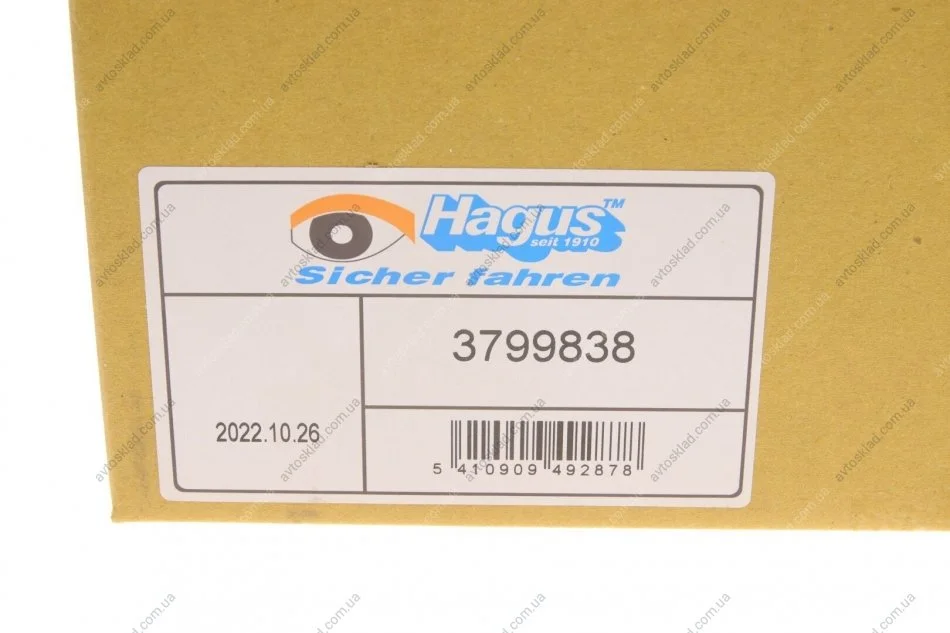 Hagus™
seit 1910
Sicher fahren
3799838
2022.10.26
5 410909 492878
avtosklad.com.ua